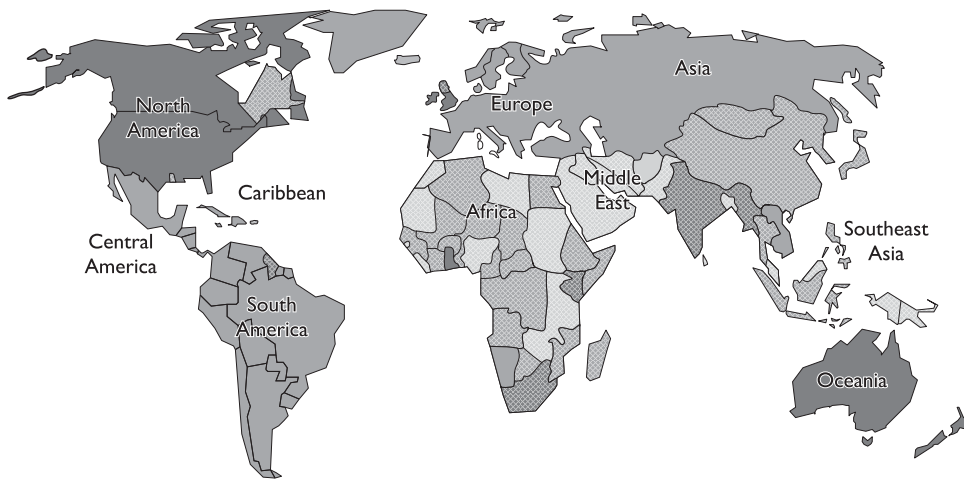 North
America
Caribbean
Central
America
South
America
Europe
Asia
Africa
Middle
East
Southeast
Asia
Oceania